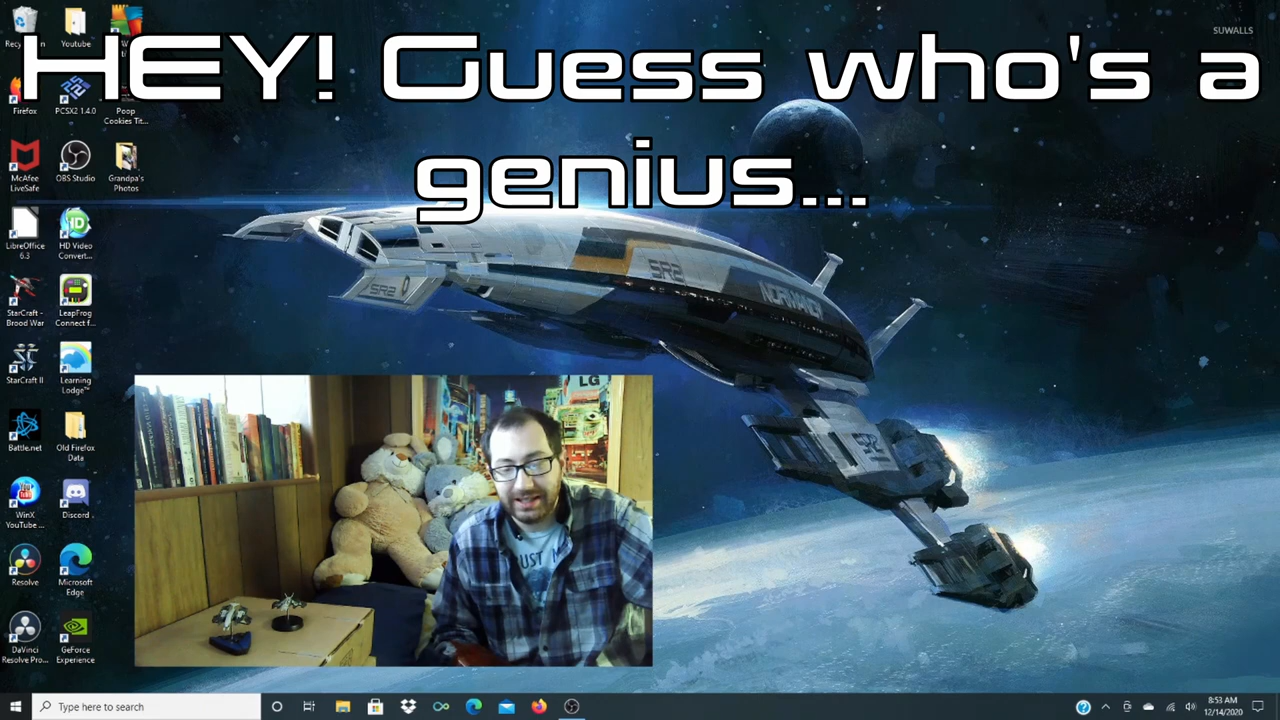 SUWALLS
HEY! Guess who's a
genius...
Youtube
Firefox
PCSX2 1.4.0
Poop
Cookies Tit...
McAfee
LiveSafe
OBS Studio
Grandpa's
Photos
LibreOffice
6.3
HD Video
Convert...
StarCraft -
Brood War
LeapFrog
Connect f...
StarCraft II
Learning
Lodge™
Battle.net
Old Firefox
Data
WinX
YouTube ...
Discord
Resolve
Microsoft
Edge
DaVinci
Resolve Pro...
GeForce
Experience
SR2
SR2
NORMANDY
SR2
LG
Type here to search
8:53 AM
12/14/2020